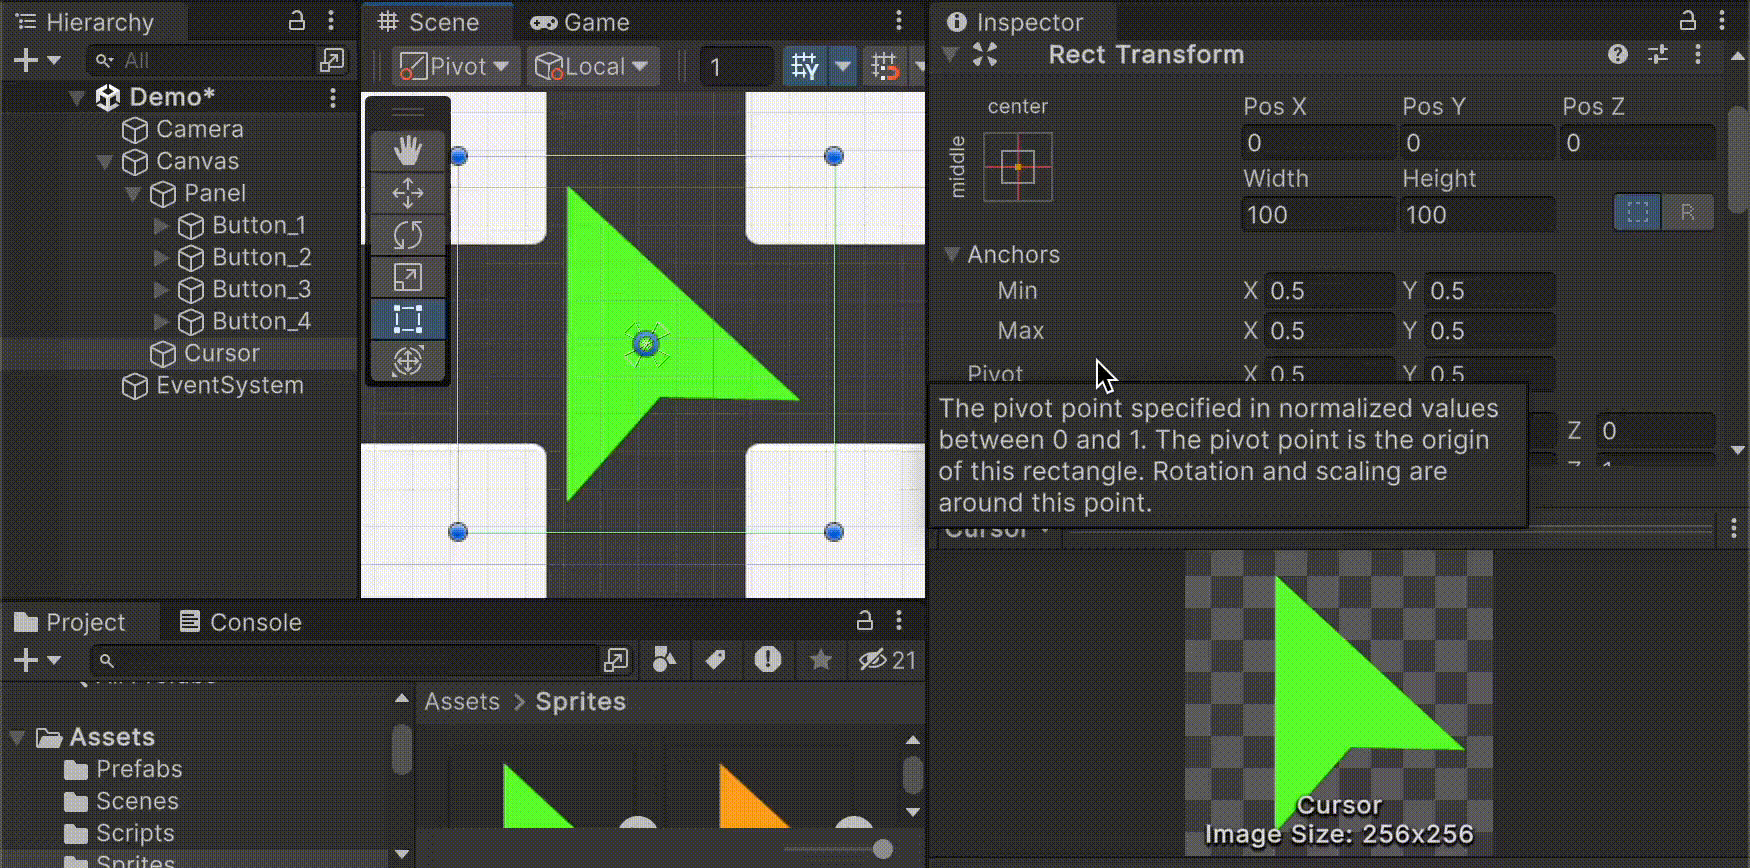 Hierarchy
All
Demo*
Camera
Canvas
Panel
Button_1
Button_2
Button_3
Button_4
Cursor
EventSystem
Scene
Game
Pivot
Local
1
Inspector
Rect Transform
center
middle
Pos X
Pos Y
Pos Z
0
0
0
Width
Height
100
100
R
Anchors
Min
X 0.5
Y 0.5
Max
X 0.5
Y 0.5
Pivot
X 0.5
Y 0.5
The pivot point specified in normalized values
between 0 and 1. The pivot point is the origin
of this rectangle. Rotation and scaling are
around this point.
Z 0
Cursor
Cursor
Image Size: 256x256
Project
Console
21
All Prefabs
Assets
Prefabs
Scenes
Scripts
Sprites
Assets > Sprites